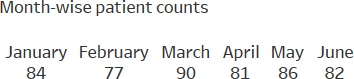 Month-wise patient counts
January February March April May June
84 77 90 81 86 82